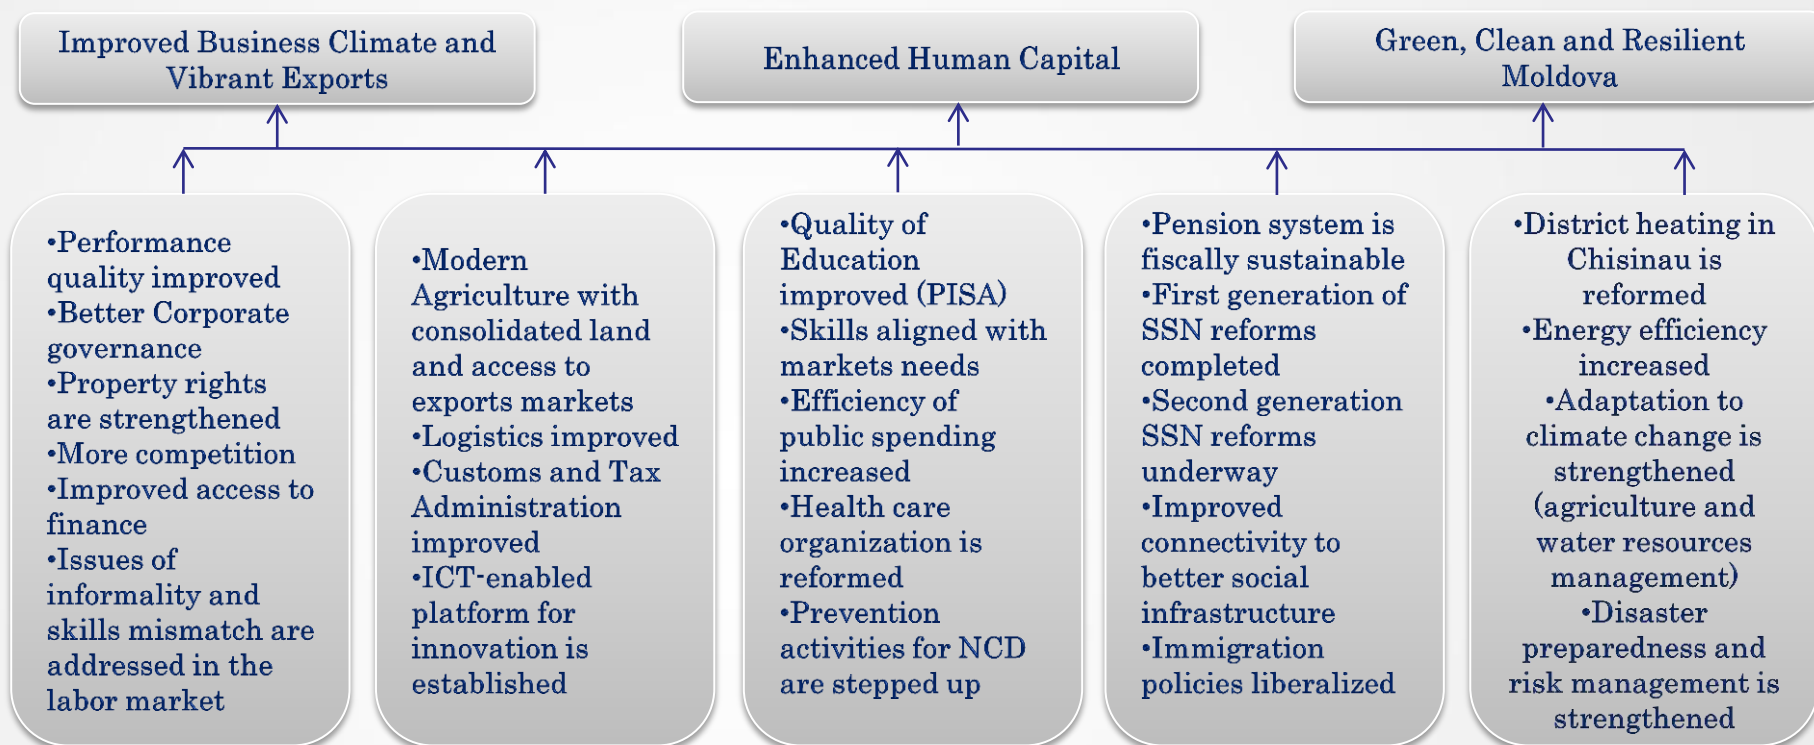 Improved Business Climate and
Vibrant Exports
Enhanced Human Capital
Green, Clean and Resilient
Moldova
•Performance
quality improved
•Better Corporate
governance
•Property rights
are strengthened
•More competition
•Improved access to
finance
•Issues of
informality and
skills mismatch are
addressed in the
labor market
•Modern
Agriculture with
consolidated land
and access to
exports markets
•Logistics improved
•Customs and Tax
Administration
improved
•ICT-enabled
platform for
innovation is
established
•Quality of
Education
improved (PISA)
•Skills aligned with
markets needs
•Efficiency of
public spending
increased
•Health care
organization is
reformed
•Prevention
activities for NCD
are stepped up
•Pension system is
fiscally sustainable
•First generation of
SSN reforms
completed
•Second generation
SSN reforms
underway
•Improved
connectivity to
better social
infrastructure
•Immigration
policies liberalized
•District heating in
Chisinau is
reformed
•Energy efficiency
increased
•Adaptation to
climate change is
strengthened
(agriculture and
water resources
management)
•Disaster
preparedness and
risk management is
strengthened